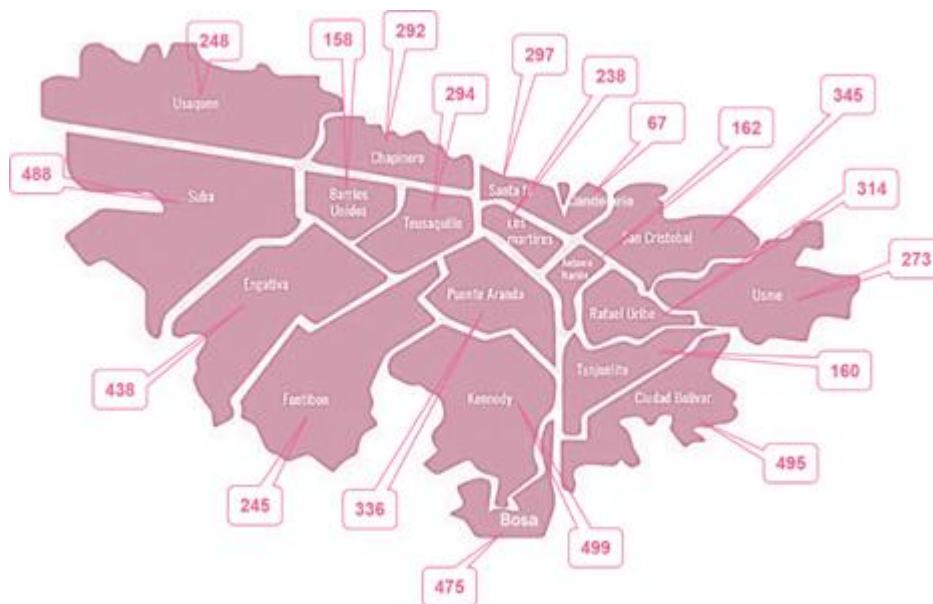 248
158
292
297
238
294
67
345
162
488
314
273
438
160
245
336
495
499
475
Usaquen
Chapinero
Suba
Barrios
Unidos
Teusaquillo
Santa f
Candelaria
Los
martires
San Cristobal
Antonio
Nariño
Engativa
Puente Aranda
Rafael Uribe
Usme
Fontibon
Kennedy
Tunjuelito
Ciudad Bolivar
Bosa